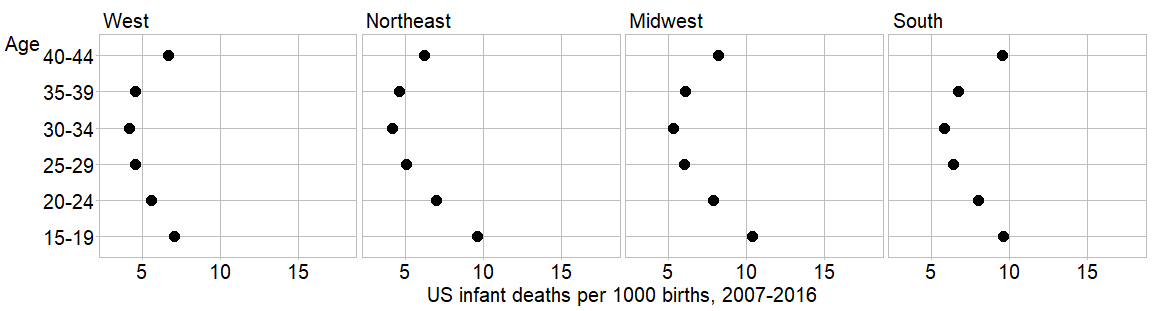 West Northeast Midwest South
Age
40-44
35-39
30-34
25-29
20-24
15-19
5 10 15 5 10 15 5 10 15 5 10 15
US infant deaths per 1000 births, 2007-2016